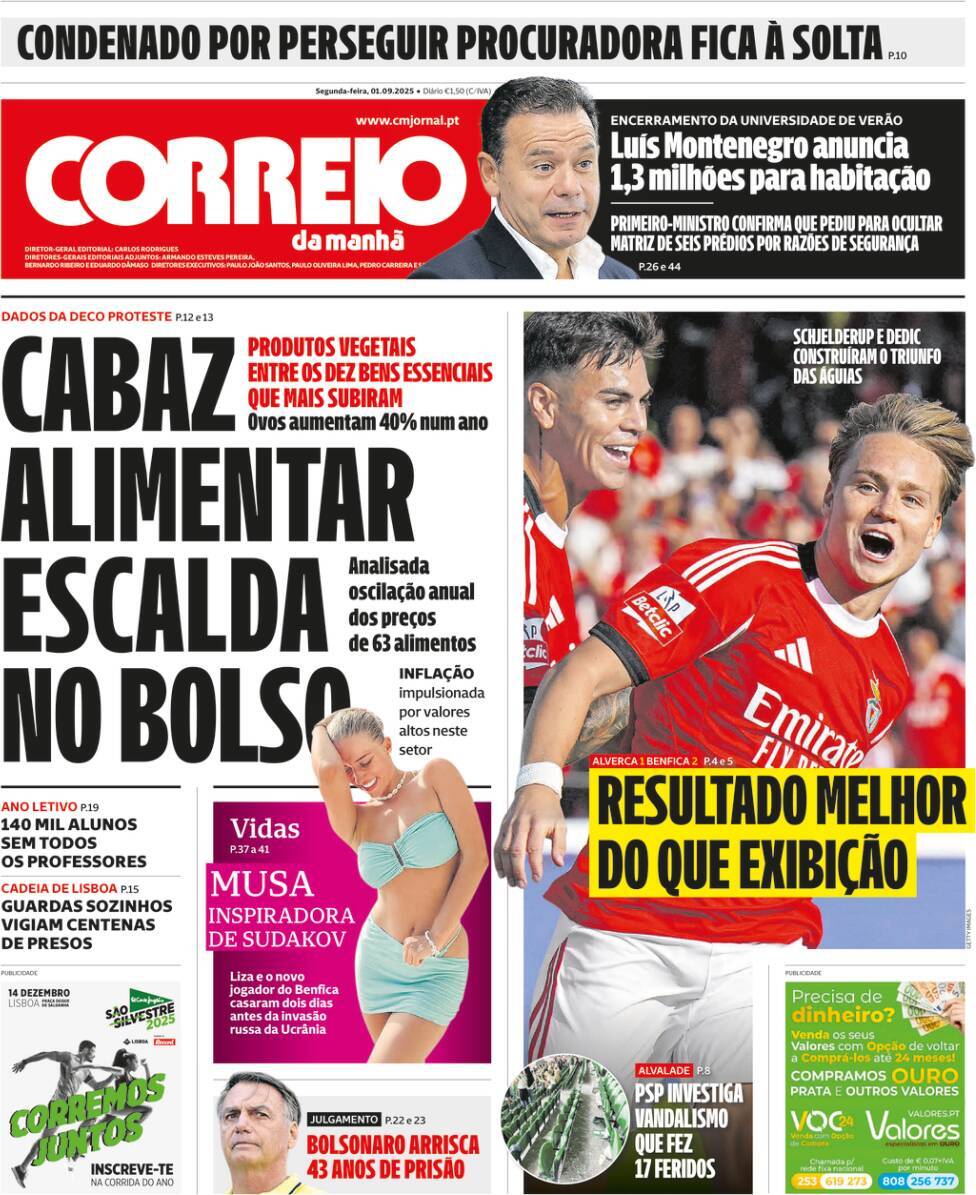 CONDENADO POR PERSEGUIR PROCURADORA FICA À SOLTA P.10
Segunda-feira, 01.09.2025 • Diário €1,50 (C/IVA)
www.cmjornal.pt
CORREIO
da manhã
DIRETOR-GERAL EDITORIAL: CARLOS RODRIGUES
DIRETORES-GERAIS EDITORIAIS ADJUNTOS: ARMANDO ESTEVES PEREIRA,
BERNARDO RIBEIRO E EDUARDO DÂMASO DIRETORES EXECUTIVOS: PAULO JOÃO SANTOS, PAULO OLIVEIRA LIMA, PEDRO CARREIRA E
ENCERRAMENTO DA UNIVERSIDADE DE VERÃO
Luís Montenegro anuncia
1,3 milhões para habitação
PRIMEIRO-MINISTRO CONFIRMA QUE PEDIU PARA OCULTAR
MATRIZ DE SEIS PRÉDIOS POR RAZÕES DE SEGURANÇA
P.26 e 44
DADOS DA DECO PROTESTE P.12 e 13
CABAZ
ALIMENTAR
ESCALDA
NO BOLSO
PRODUTOS VEGETAIS
ENTRE OS DEZ BENS ESSENCIAIS
QUE MAIS SUBIRAM
Ovos aumentam 40% num ano
Analisada
oscilação anual
dos preços
de 63 alimentos
INFLAÇÃO
impulsionada
por valores
altos neste
setor
SCHJELDERUP E DEDIC
CONSTRUÍRAM O TRIUNFO
DAS ÁGUIAS
Betclic
Emirates
FLY BETTER
ALVERCA 1 BENFICA 2 P.4 e 5
RESULTADO MELHOR
DO QUE EXIBIÇÃO
GETTY IMAGES
ANO LETIVO P.19
140 MIL ALUNOS
SEM TODOS
OS PROFESSORES
CADEIA DE LISBOA P.15
GUARDAS SOZINHOS
VIGIAM CENTENAS
DE PRESOS
Vidas
P.37 a 41
MUSA
INSPIRADORA
DE SUDAKOV
Liza e o novo
jogador do Benfica
casaram dois dias
antes da invasão
russa da Ucrânia
PUBLICIDADE
14 DEZEMBRO
LISBOA PRAÇA DUQUE DE SALDANHA
El Corte Inglés
SÃO
SILVESTRE
2025
LISBOA Record
CORREMOS
JUNTOS
INSCREVE-TE
NA CORRIDA DO ANO
JULGAMENTO P.22 e 23
BOLSONARO ARRISCA
43 ANOS DE PRISÃO
ALVALADE P.8
PSP INVESTIGA
VANDALISMO
QUE FEZ
17 FERIDOS
PUBLICIDADE
Precisa de
dinheiro?
Venda os seus
Valores com Opção de voltar
a Comprá-los até 24 meses!
COMPRAMOS OURO
PRATA E OUTROS VALORES
VOC24
Venda com Opção
de Compra
VALORES.PT
Valores
especialistas em OURO
Chamada p/
rede fixa nacional
253 619 273
Custo de € 0,07+IVA
por minuto
808 256 737